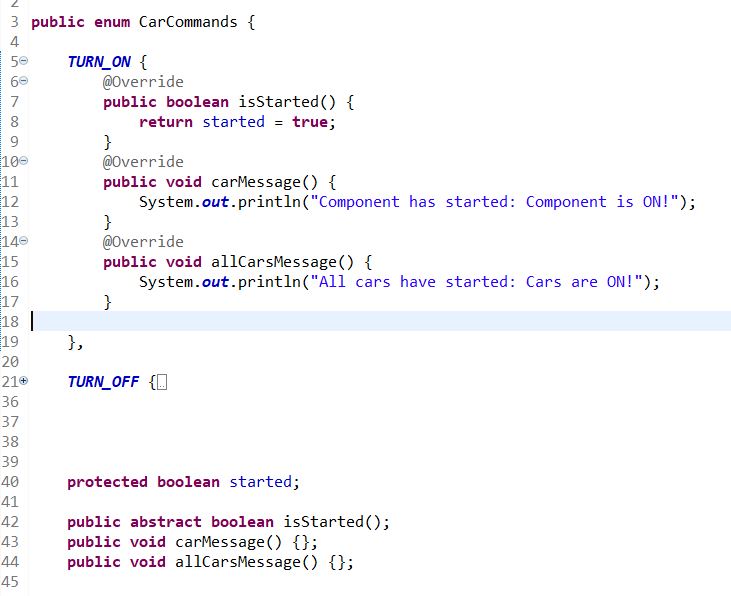 2
3 public enum CarCommands {
4
5 TURN_ON {
6 @Override
7 public boolean isStarted() {
8 return started = true;
9 }
10 @Override
11 public void carMessage() {
12 System.out.println("Component has started: Component is ON!");
13 }
14 @Override
15 public void allCarsMessage() {
16 System.out.println("All cars have started: Cars are ON!");
17 }
18
19 },
20
21 TURN_OFF {..
36
37
38
39
40 protected boolean started;
41
42 public abstract boolean isStarted();
43 public void carMessage() {};
44 public void allCarsMessage() {};
45